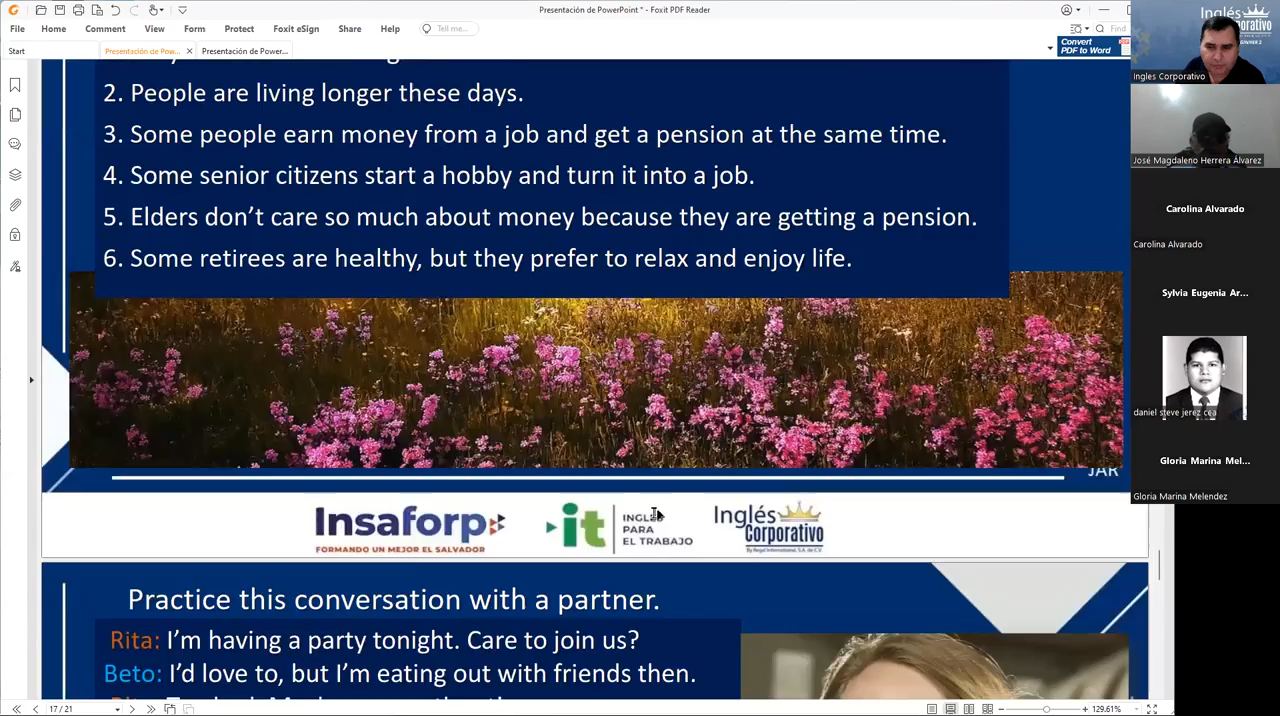 Presentación de PowerPoint * - Foxit PDF Reader
File Home Comment View Form Protect Foxit eSign Share Help Tell me... Find
Start Presentación de Pow... Presentación de Power...
Convert
PDF to Word
2. People are living longer these days.
3. Some people earn money from a job and get a pension at the same time.
4. Some senior citizens start a hobby and turn it into a job.
5. Elders don’t care so much about money because they are getting a pension.
6. Some retirees are healthy, but they prefer to relax and enjoy life.
JAR
Insaforp
FORMANDO UN MEJOR EL SALVADOR
it
INGLÉS
PARA
EL TRABAJO
Inglés
Corporativo
By Regal International, S.A. de C.V.
Practice this conversation with a partner.
Rita: I’m having a party tonight. Care to join us?
Beto: I’d love to, but I’m eating out with friends then.
17 / 21
129.61%
Inglés
Corporativo
Ingles Corporativo
José Magdaleno Herrera Álvarez
Carolina Alvarado
Carolina Alvarado
Sylvia Eugenia Ar...
daniel steve jerez cea
Gloria Marina Mel...
Gloria Marina Melendez